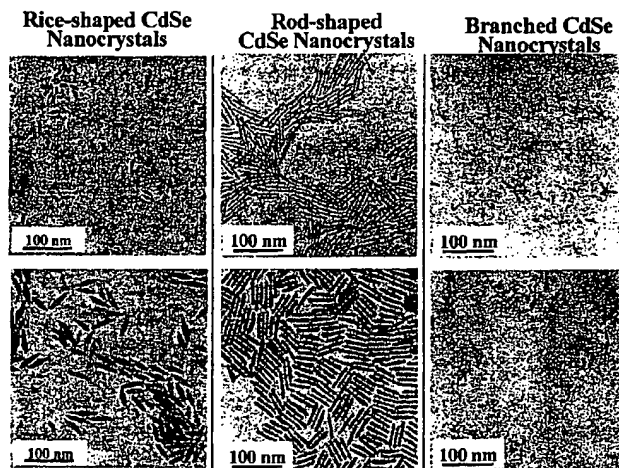 Rice-shaped CdSe
Nanocrystals
Rod-shaped
CdSe Nanocrystals
Branched CdSe
Nanocrystals
100 nm
100 nm
100 nm
100 nm
100 nm
100 nm